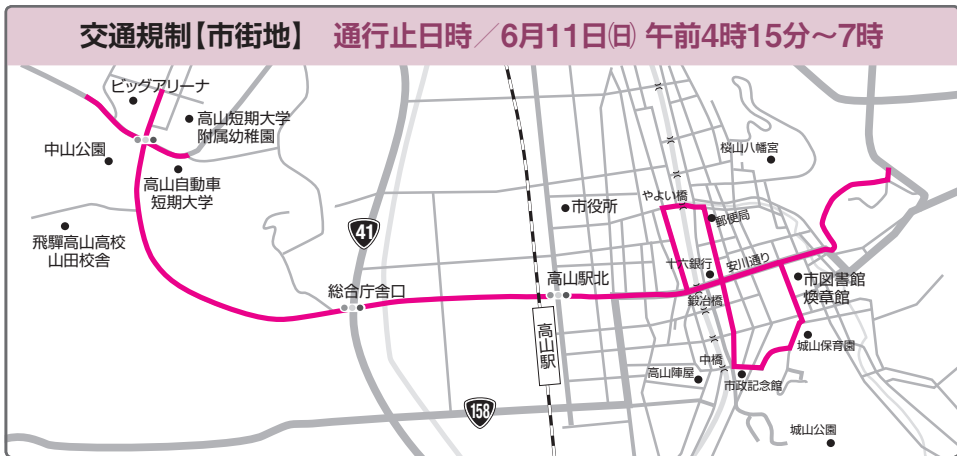 交通規制【市街地】 通行止日時／6月11日㈰ 午前4時15分～7時
ビッグアリーナ
高山短期大学
附属幼稚園
中山公園
高山自動車
短期大学
飛騨高山高校
山田校舎
41
総合庁舎口
高山駅北
高山駅
158
市役所
やよい橋
郵便局
桜山八幡宮
十六銀行
安川通り
鍛冶橋
市図書館
煥章館
城山保育園
中橋
高山陣屋
市政記念館
城山公園